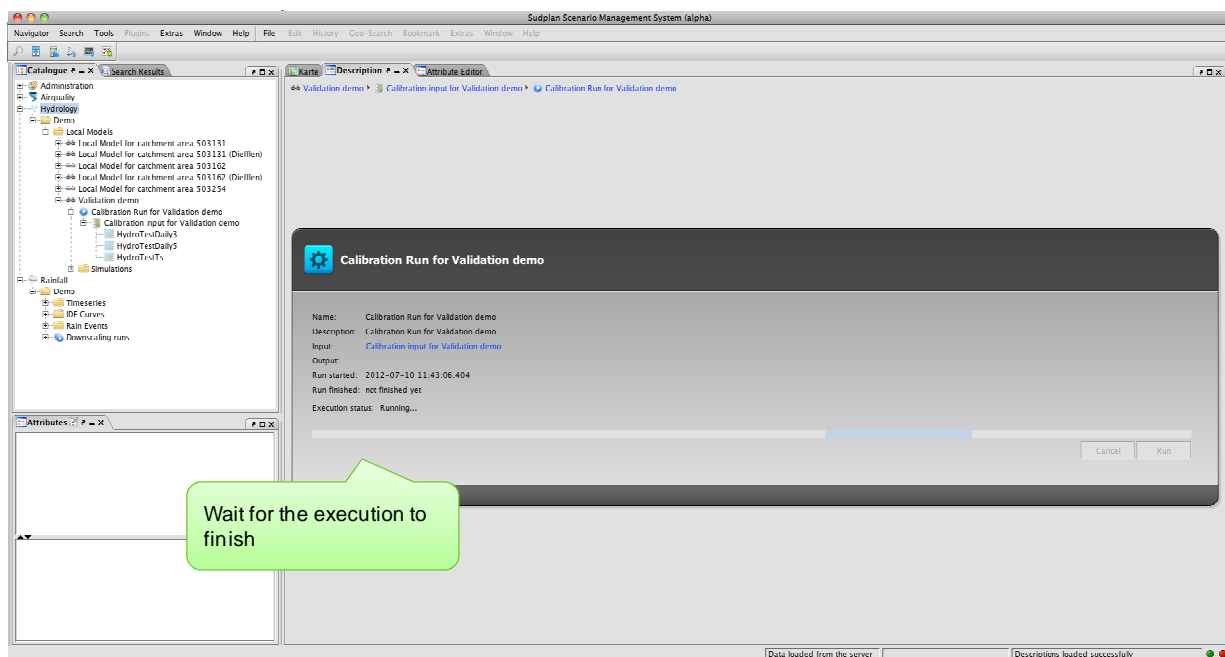 Sudplan Scenario Management System (alpha)
Navigator Search Tools Plugins Extras Window Help File Edit History Geo-Search Bookmark Extras Window Help
Catalogue Search Results
Karte Description Attribute Editor
Administration
Airquality
Hydrology
Demo
Local Models
Local Model for catchment area 503131
Local Model for catchment area 503131 (Diefflen)
Local Model for catchment area 503162
Local Model for catchment area 503162 (Diefflen)
Local Model for catchment area 503254
Validation demo
Calibration Run for Validation demo
Calibration input for Validation demo
HydroTestDaily3
HydroTestDaily5
HydroTestTs
Simulations
Rainfall
Demo
Timeseries
IDF Curves
Rain Events
Downscaling runs
Validation demo Calibration input for Validation demo Calibration Run for Validation demo
Calibration Run for Validation demo
Name: Calibration Run for Validation demo
Description: Calibration Run for Validation demo
Input: Calibration input for Validation demo
Output:
Run started: 2012-07-10 11:43:06.404
Run finished: not finished yet
Execution status: Running...
Cancel Run
Attributes
Wait for the execution to
finish
Data loaded from the server Descriptions loaded successfully